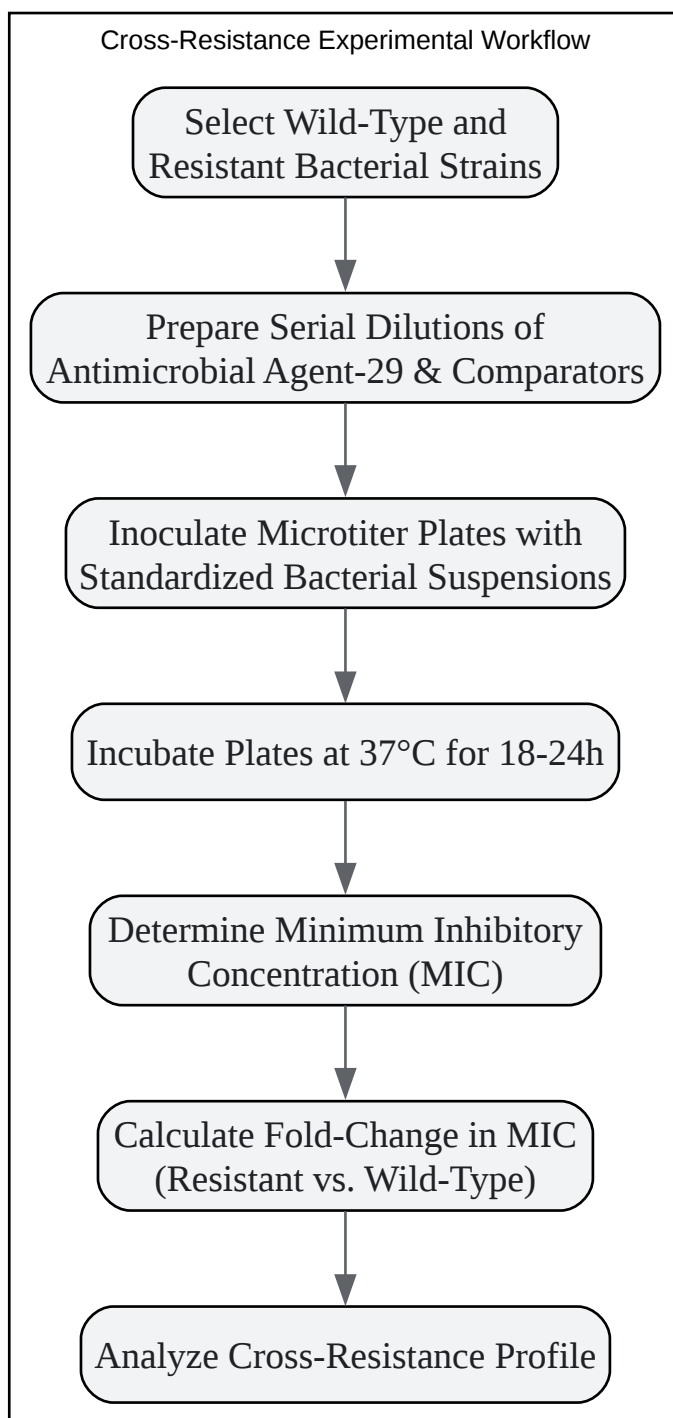 Cross-Resistance Experimental Workflow
Select Wild-Type and
Resistant Bacterial Strains
Prepare Serial Dilutions of
Antimicrobial Agent-29 & Comparators
Inoculate Microtiter Plates with
Standardized Bacterial Suspensions
Incubate Plates at 37°C for 18-24h
Determine Minimum Inhibitory
Concentration (MIC)
Calculate Fold-Change in MIC
(Resistant vs. Wild-Type)
Analyze Cross-Resistance Profile